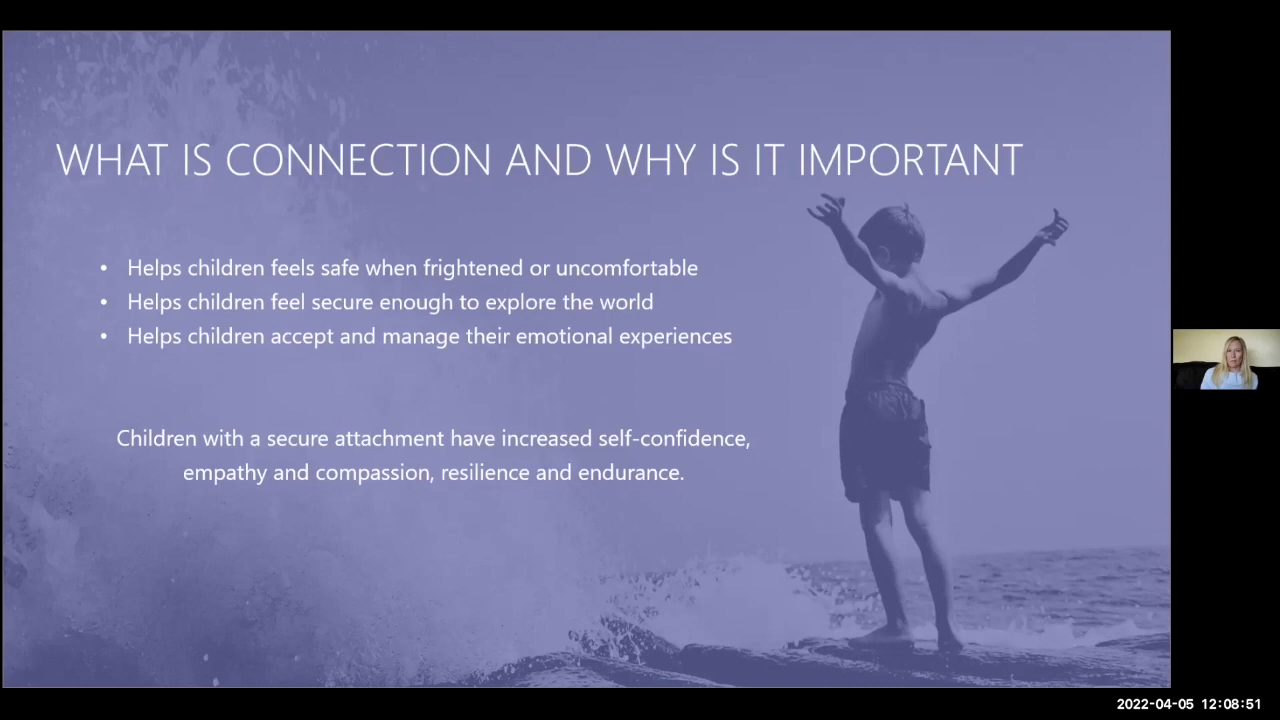 WHAT IS CONNECTION AND WHY IS IT IMPORTANT
• Helps children feels safe when frightened or uncomfortable
• Helps children feel secure enough to explore the world
• Helps children accept and manage their emotional experiences
Children with a secure attachment have increased self-confidence,
empathy and compassion, resilience and endurance.
2022-04-05 12:08:51